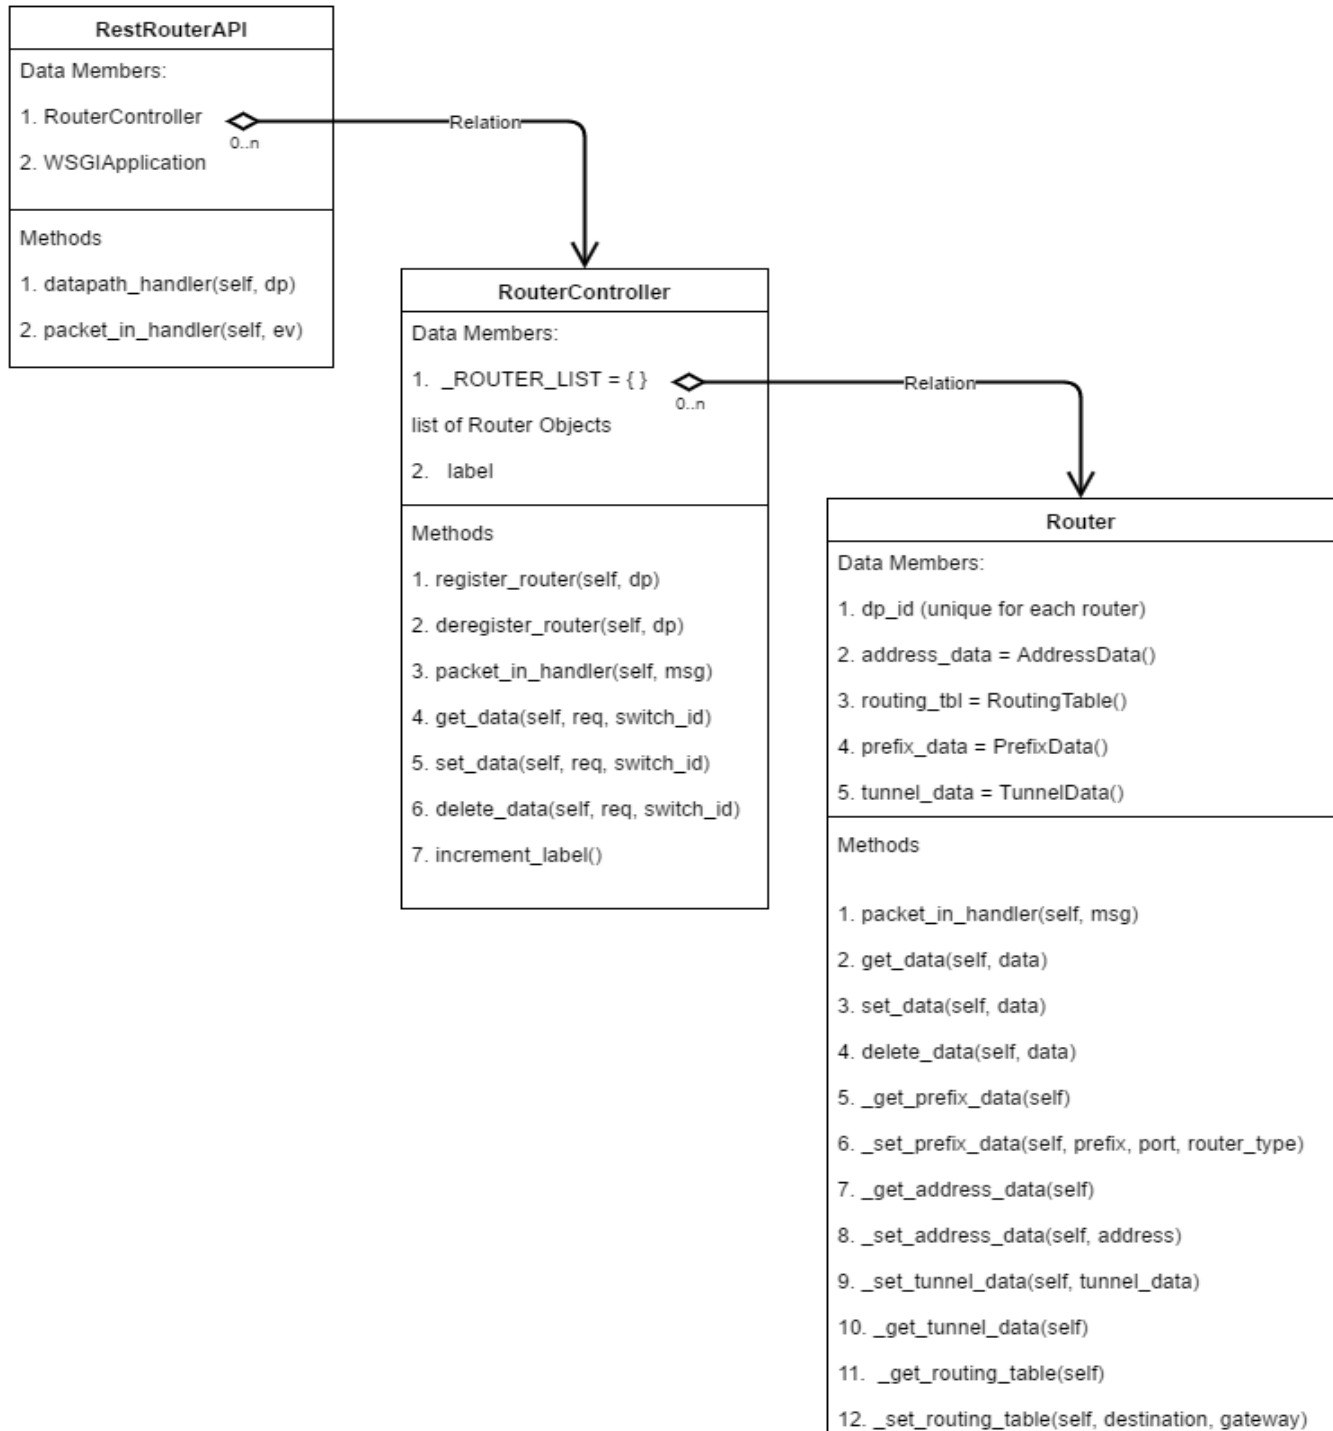 RestRouterAPI
Data Members:
1. RouterController
0..n
2. WSGIApplication
Methods
1. datapath_handler(self, dp)
2. packet_in_handler(self, ev)
Relation
RouterController
Data Members:
1. _ROUTER_LIST = { }
0..n
list of Router Objects
2. label
Methods
1. register_router(self, dp)
2. deregister_router(self, dp)
3. packet_in_handler(self, msg)
4. get_data(self, req, switch_id)
5. set_data(self, req, switch_id)
6. delete_data(self, req, switch_id)
7. increment_label()
Relation
Router
Data Members:
1. dp_id (unique for each router)
2. address_data = AddressData()
3. routing_tbl = RoutingTable()
4. prefix_data = PrefixData()
5. tunnel_data = TunnelData()
Methods
1. packet_in_handler(self, msg)
2. get_data(self, data)
3. set_data(self, data)
4. delete_data(self, data)
5. _get_prefix_data(self)
6. _set_prefix_data(self, prefix, port, router_type)
7. _get_address_data(self)
8. _set_address_data(self, address)
9. _set_tunnel_data(self, tunnel_data)
10. _get_tunnel_data(self)
11. _get_routing_table(self)
12. _set_routing_table(self, destination, gateway)